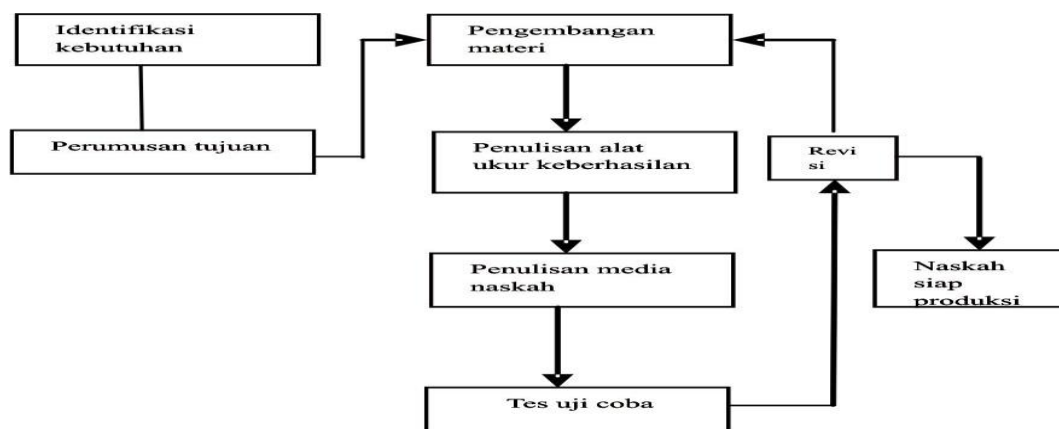 Identifikasi
kebutuhan
Perumusan tujuan
Pengembangan
materi
Penulisan alat
ukur keberhasilan
Penulisan media
naskah
Tes uji coba
Revi
si
Naskah
siap
produksi